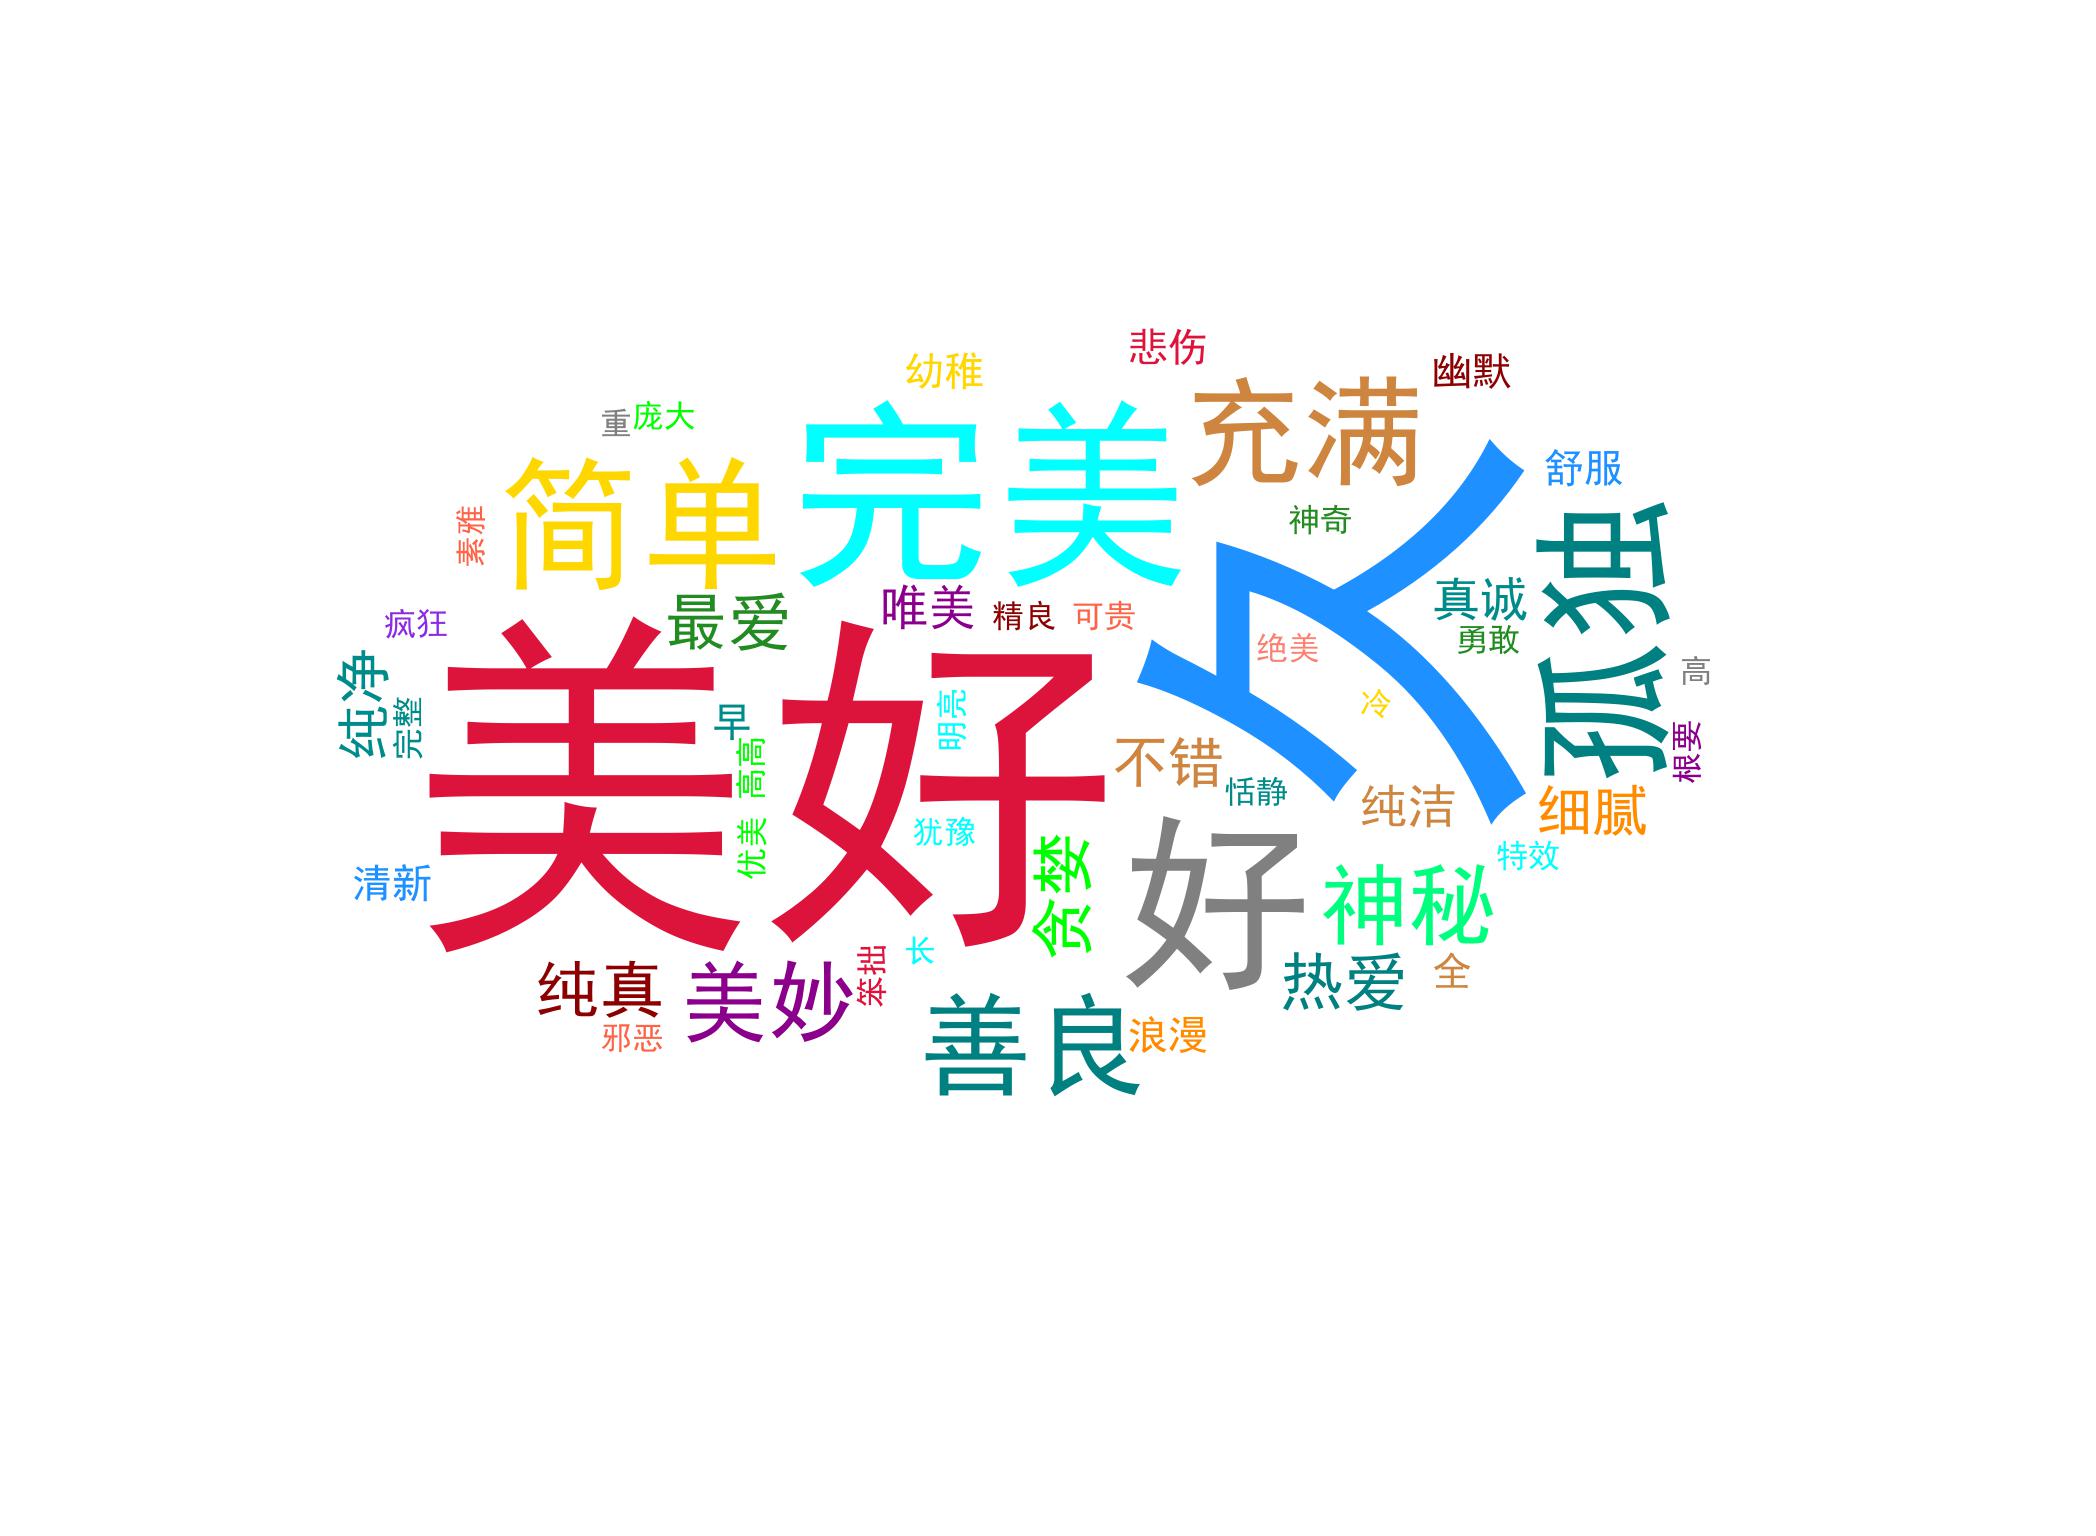 悲伤
幼稚
幽默
重
庞大
充满
完美
简单
舒服
素雅
神奇
久
孤独
真诚
最爱
唯美
精良
可贵
疯狂
勇敢
绝美
高
美好
纯净
完整
早
明亮
冷
高高
不错
根要
恬静
纯洁
细腻
犹豫
优美
特效
清新
贪婪
好
神秘
长
笨拙
纯真
美妙
热爱
全
邪恶
善良
浪漫